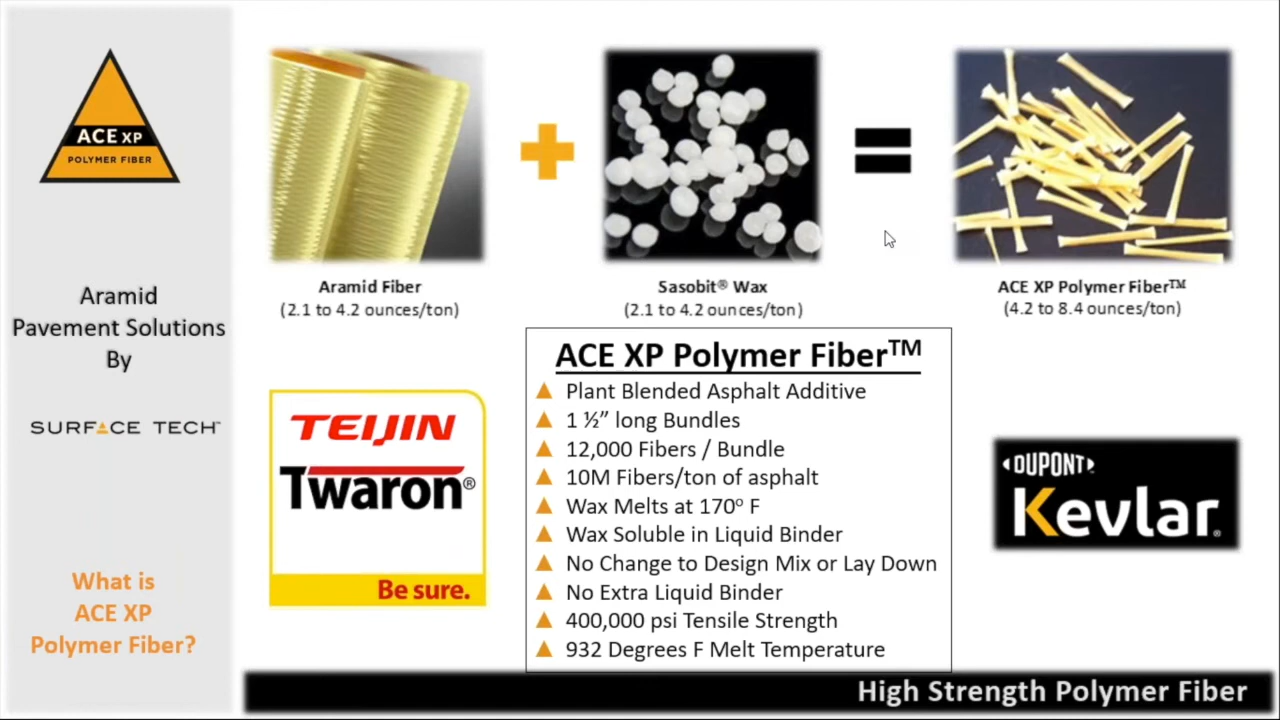 ACE XP
POLYMER FIBER
Aramid
Pavement Solutions
By
SURFACE TECH™
What is
ACE XP
Polymer Fiber?
Aramid Fiber
(2.1 to 4.2 ounces/ton)
Sasobit® Wax
(2.1 to 4.2 ounces/ton)
ACE XP Polymer Fiber™
(4.2 to 8.4 ounces/ton)
TEIJIN
Twaron®
Be sure.
ACE XP Polymer Fiber™
Plant Blended Asphalt Additive
1 ½” long Bundles
12,000 Fibers / Bundle
10M Fibers/ton of asphalt
Wax Melts at 170º F
Wax Soluble in Liquid Binder
No Change to Design Mix or Lay Down
No Extra Liquid Binder
400,000 psi Tensile Strength
932 Degrees F Melt Temperature
DUPONT
Kevlar®
High Strength Polymer Fiber